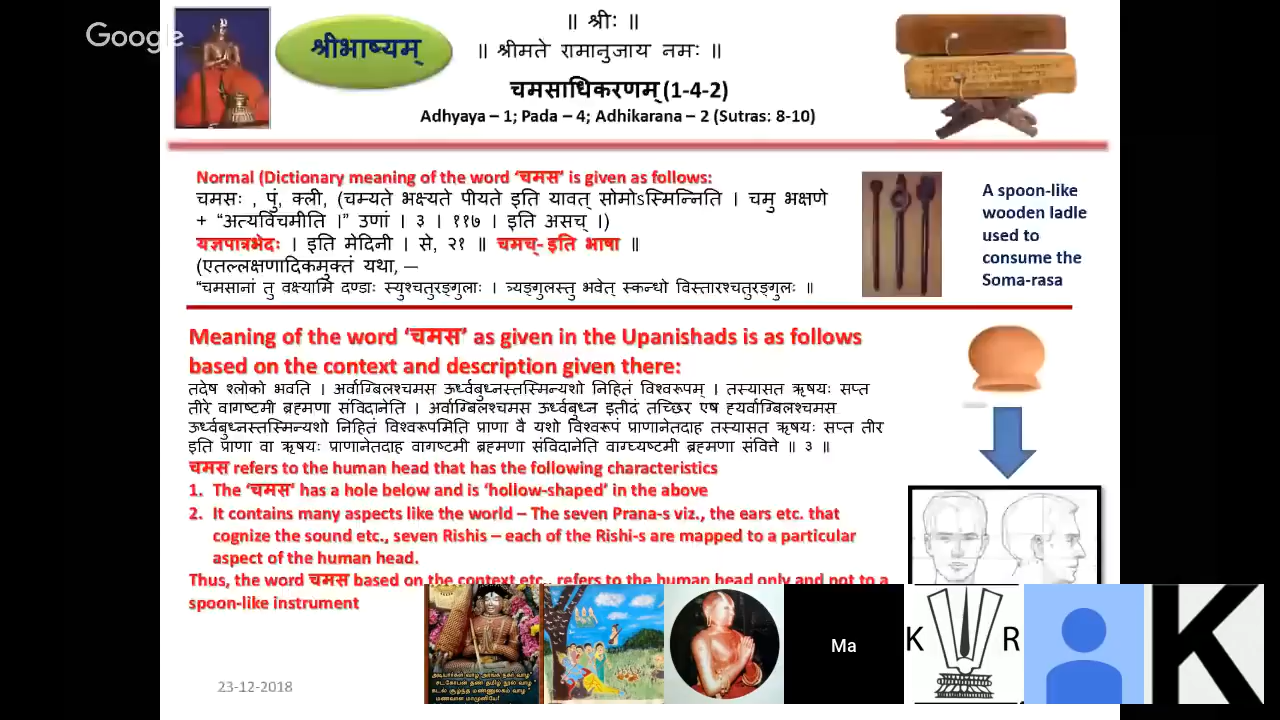 Google
श्रीभाष्यम्
॥ श्रीः ॥
॥ श्रीमते रामानुजाय नमः ॥
चमसाधिकरणम् (1-4-2)
Adhyaya – 1; Pada – 4; Adhikarana – 2 (Sutras: 8-10)
Normal (Dictionary meaning of the word ‘चमस’ is given as follows:
चमसः , पुं, क्ली, (चम्यते भक्ष्यते पीयते इति यावत् सोमोऽस्मिन्निति । चमु भक्षणे
+ “अत्यविचमीति ।” उणां । ३ । ११७ । इति असच् ।)
यज्ञपात्रभेदः । इति मेदिनी । से, २१ ॥ चमच्- इति भाषा ॥
(एतल्लक्षणादिकमुक्तं यथा, —
“चमसानां तु वक्ष्यामि दण्डाः स्युश्चतुरङ्गुलाः । त्र्यङ्गुलस्तु भवेत् स्कन्धो विस्तारश्चतुरङ्गुलः ॥
A spoon-like
wooden ladle
used to
consume the
Soma-rasa
Meaning of the word ‘चमस’ as given in the Upanishads is as follows
based on the context and description given there:
तदेष श्लोको भवति । अर्वाग्बिलश्चमस ऊर्ध्वबुध्नस्तस्मिन्यशो निहितं विश्वरूपम् । तस्यासत ऋषयः सप्त
तीरे वागष्टमी ब्रह्मणा संविदानेति । अर्वाग्बिलश्चमस ऊर्ध्वबुध्न इतीदं तच्छिर एष ह्यर्वाग्बिलश्चमस
ऊर्ध्वबुध्नस्तस्मिन्यशो निहितं विश्वरूपमिति प्राणा वै यशो विश्वरूपं प्राणानेतदाह तस्यासत ऋषयः सप्त तीर
इति प्राणा वा ऋषयः प्राणानेतदाह वागष्टमी ब्रह्मणा संविदानेति वाग्घ्यष्टमी ब्रह्मणा संवित्ते ॥ ३ ॥
चमस refers to the human head that has the following characteristics
1. The ‘चमस’ has a hole below and is ‘hollow-shaped’ in the above
2. It contains many aspects like the world – The seven Prana-s viz., the ears etc. that
cognize the sound etc., seven Rishis – each of the Rishi-s are mapped to a particular
aspect of the human head.
Thus, the word चमस based on the context etc., refers to the human head only and not to a
spoon-like instrument
Ma
K R
K
23-12-2018